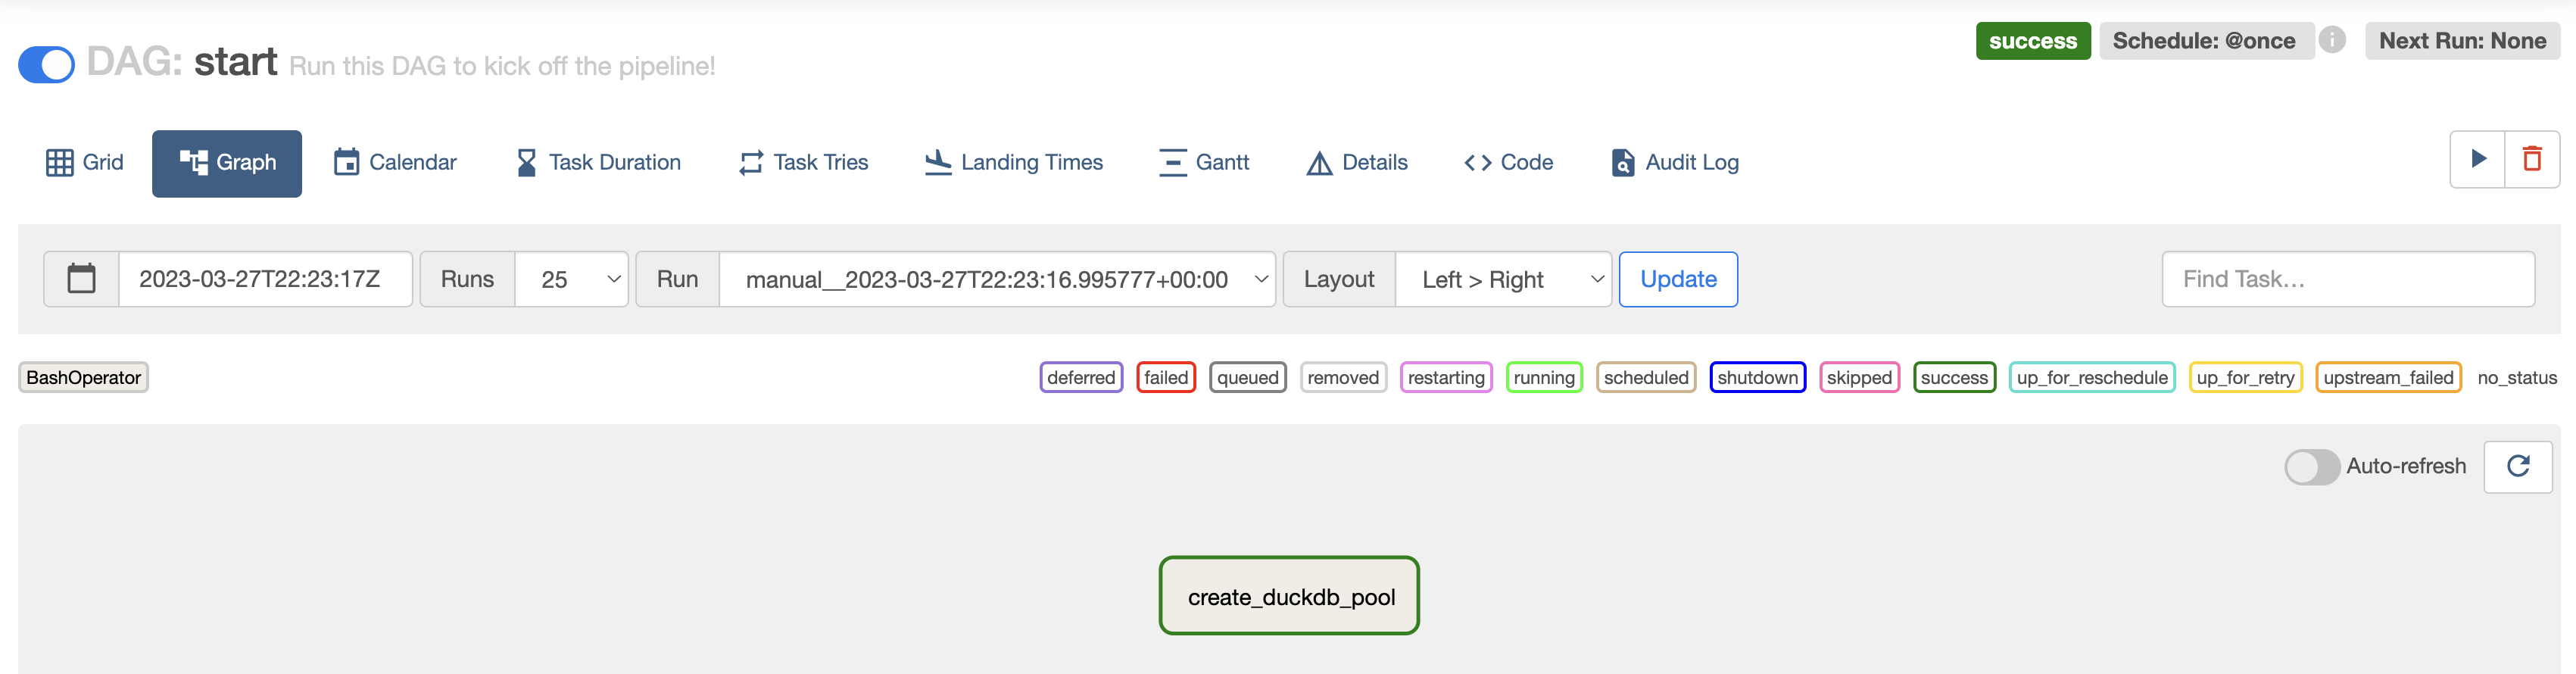 DAG: start Run this DAG to kick off the pipeline!
success Schedule: @once i Next Run: None
Grid Graph Calendar Task Duration Task Tries Landing Times Gantt Details Code Audit Log
2023-03-27T22:23:17Z Runs 25 Run manual__2023-03-27T22:23:16.995777+00:00 Layout Left > Right Update Find Task...
BashOperator deferred failed queued removed restarting running scheduled shutdown skipped success up_for_reschedule up_for_retry upstream_failed no_status
Auto-refresh
create_duckdb_pool